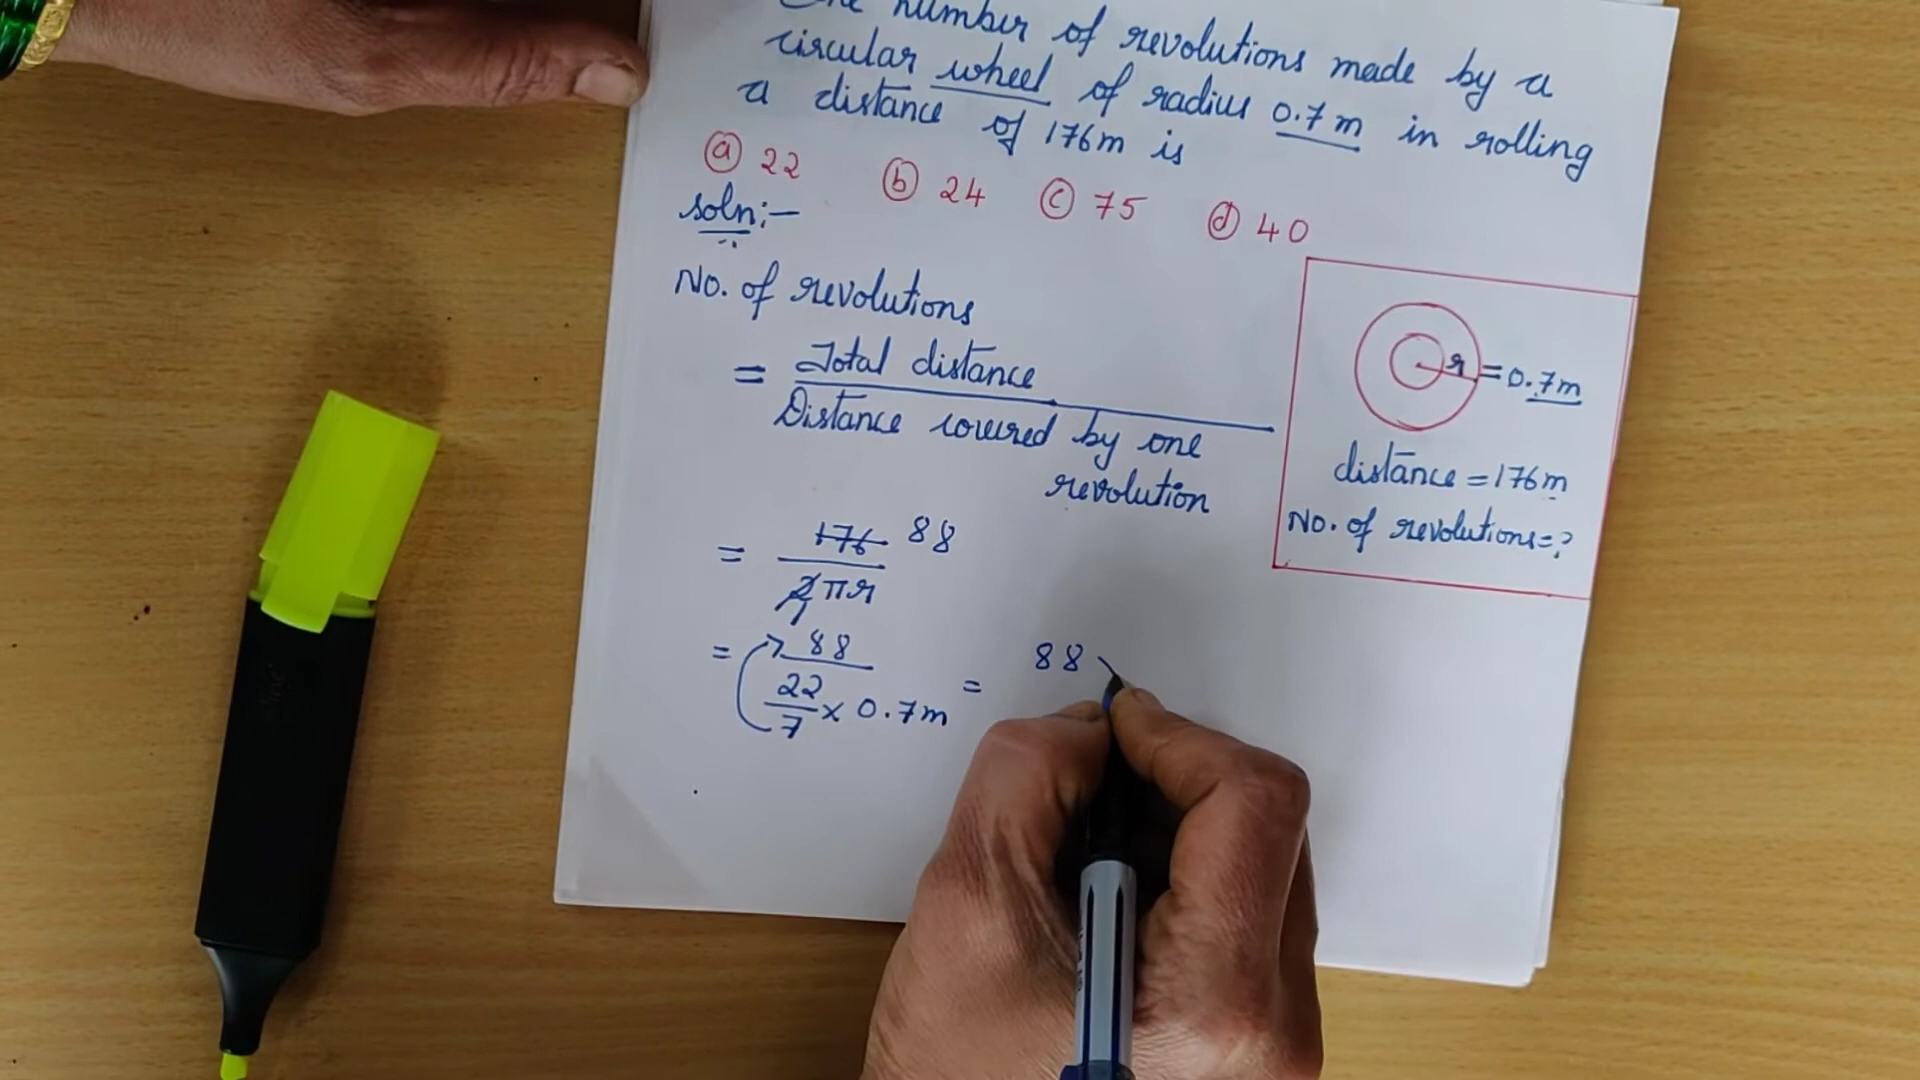 The number of revolutions made by a
circular wheel of radius 0.7m in rolling
a distance of 176m is
ⓐ 22 ⓑ 24 ⓒ 75 ⓓ 40
soln:-
No. of revolutions
= Total distance
Distance covered by one
revolution
= 176 88
2πr
= 88
22
7 × 0.7m
= 88
r = 0.7m
distance = 176m
No. of revolutions=?